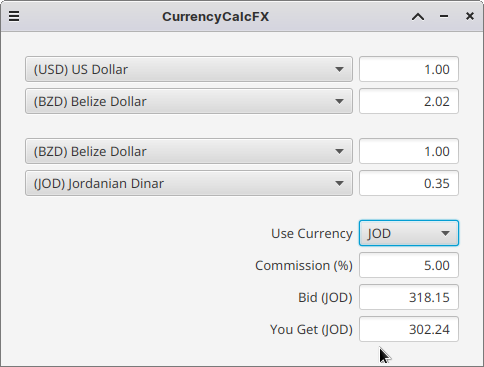 CurrencyCalcFX
(USD) US Dollar 1.00
(BZD) Belize Dollar 2.02
(BZD) Belize Dollar 1.00
(JOD) Jordanian Dinar 0.35
Use Currency JOD
Commission (%) 5.00
Bid (JOD) 318.15
You Get (JOD) 302.24